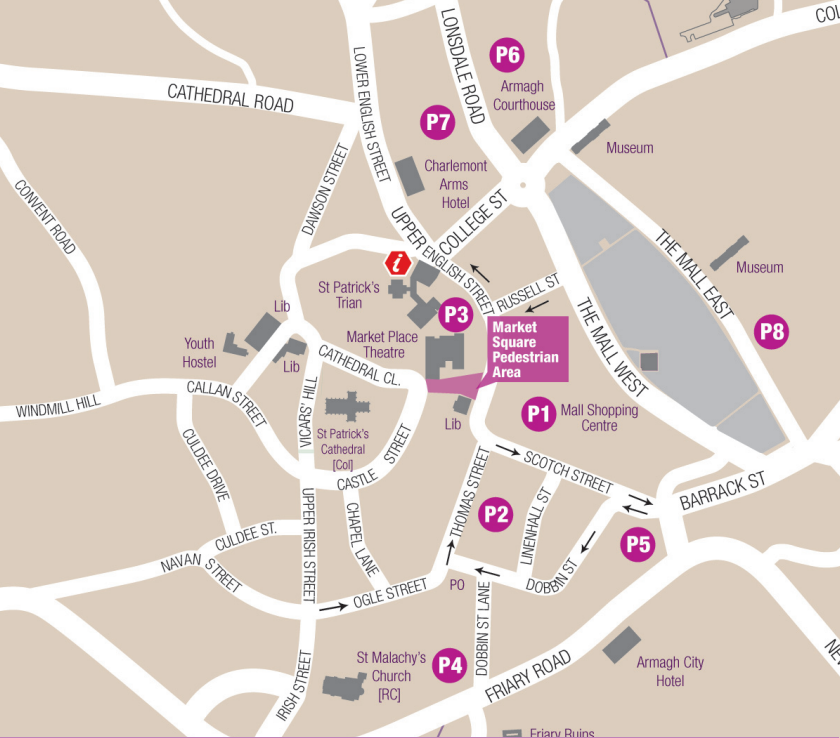 COL
LONSDALE ROAD
P6
LOWER ENGLISH STREET
Armagh
Courthouse
CATHEDRAL ROAD
P7
Museum
Charlemont
Arms
Hotel
DAWSON STREET
CONVENT ROAD
COLLEGE ST
UPPER ENGLISH STREET
THE MALL EAST
Museum
i
St Patrick's
Trian
RUSSELL ST
Lib
P3
THE MALL WEST
P8
Market
Square
Pedestrian
Area
Market Place
Theatre
Youth
Hostel
Lib
CATHEDRAL CL.
CALLAN STREET
WINDMILL HILL
VICARS' HILL
P1
Mall Shopping
Centre
Lib
St Patrick's
Cathedral
[CoI]
CASTLE STREET
CULDEE DRIVE
THOMAS STREET
SCOTCH STREET
BARRACK ST
UPPER IRISH STREET
CHAPEL LANE
P2
LINENHALL ST
P5
CULDEE ST.
NAVAN STREET
OGLE STREET
PO
DOBBIN ST
DOBBIN ST LANE
St Malachy's
Church
[RC]
P4
IRISH STREET
FRIARY ROAD
Armagh City
Hotel
NE
Friary Ruins